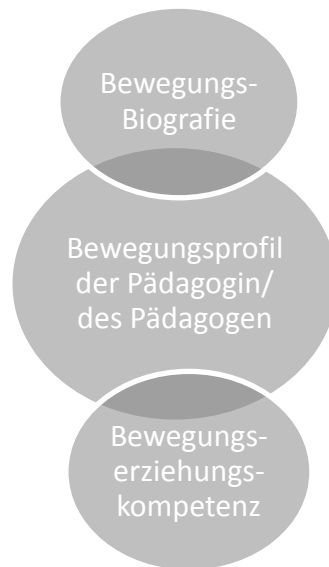 Bewegungs-
Biografie
Bewegungsprofil
der Pädagogin/
des Pädagogen
Bewegungs-
erziehungs-
kompetenz